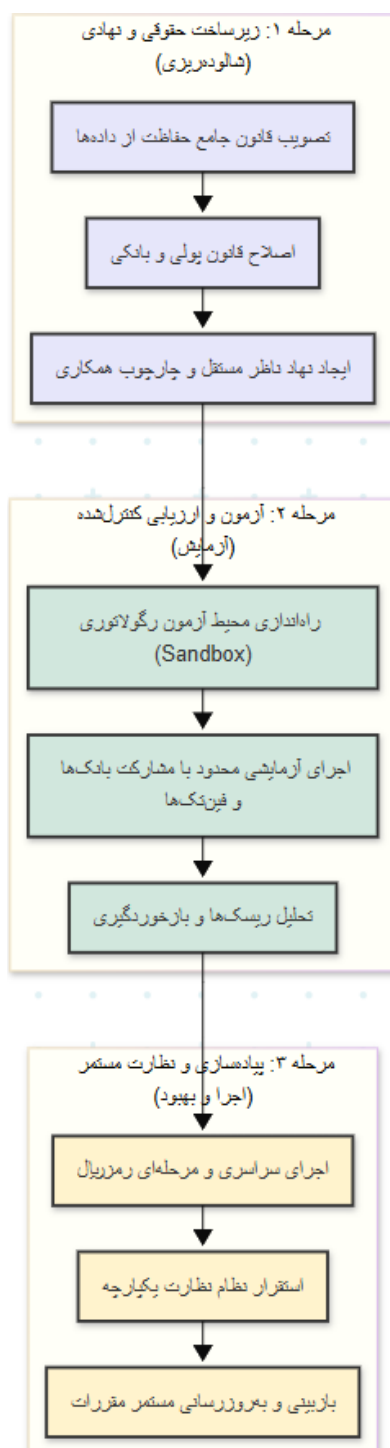 مرحله ۱: زیرساخت حقوقی و نهادی
(شالوده‌ریزی)
تصویب قانون جامع حفاظت از داده‌ها
اصلاح قانون پولی و بانکی
ایجاد نهاد ناظر مستقل و چارچوب همکاری
مرحله ۲: آزمون و ارزیابی کنترل‌شده
(آزمایش)
راه‌اندازی محیط آزمون رگولاتوری
(Sandbox)
اجرای آزمایشی محدود با مشارکت بانک‌ها
و فین‌تک‌ها
تحلیل ریسک‌ها و بازخوردگیری
مرحله ۳: پیاده‌سازی و نظارت مستمر
(اجرا و بهبود)
اجرای سراسری و مرحله‌ای رمزریال
استقرار نظام نظارت یکپارچه
بازبینی و به‌روزرسانی مستمر مقررات